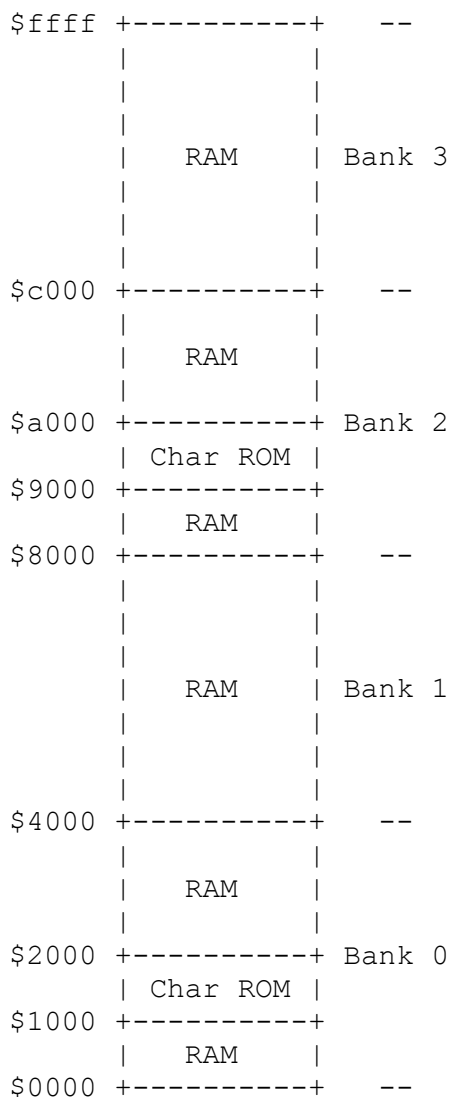 $ffff +----------+   --
      |          |
      |          |
      |          |
      |   RAM    | Bank 3
      |          |
      |          |
      |          |
$c000 +----------+   --
      |          |
      |   RAM    |
      |          |
$a000 +----------+ Bank 2
      | Char ROM |
$9000 +----------+
      |   RAM    |
$8000 +----------+   --
      |          |
      |          |
      |          |
      |   RAM    | Bank 1
      |          |
      |          |
      |          |
$4000 +----------+   --
      |          |
      |   RAM    |
      |          |
$2000 +----------+ Bank 0
      | Char ROM |
$1000 +----------+
      |   RAM    |
$0000 +----------+   --